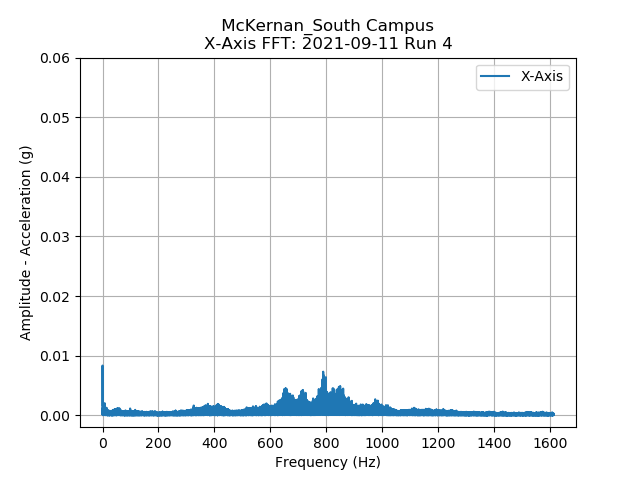 McKernan_South Campus
X-Axis FFT: 2021-09-11 Run 4
X-Axis
0.06
0.05
0.04
0.03
0.02
0.01
0.00
Amplitude - Acceleration (g)
0 200 400 600 800 1000 1200 1400 1600
Frequency (Hz)